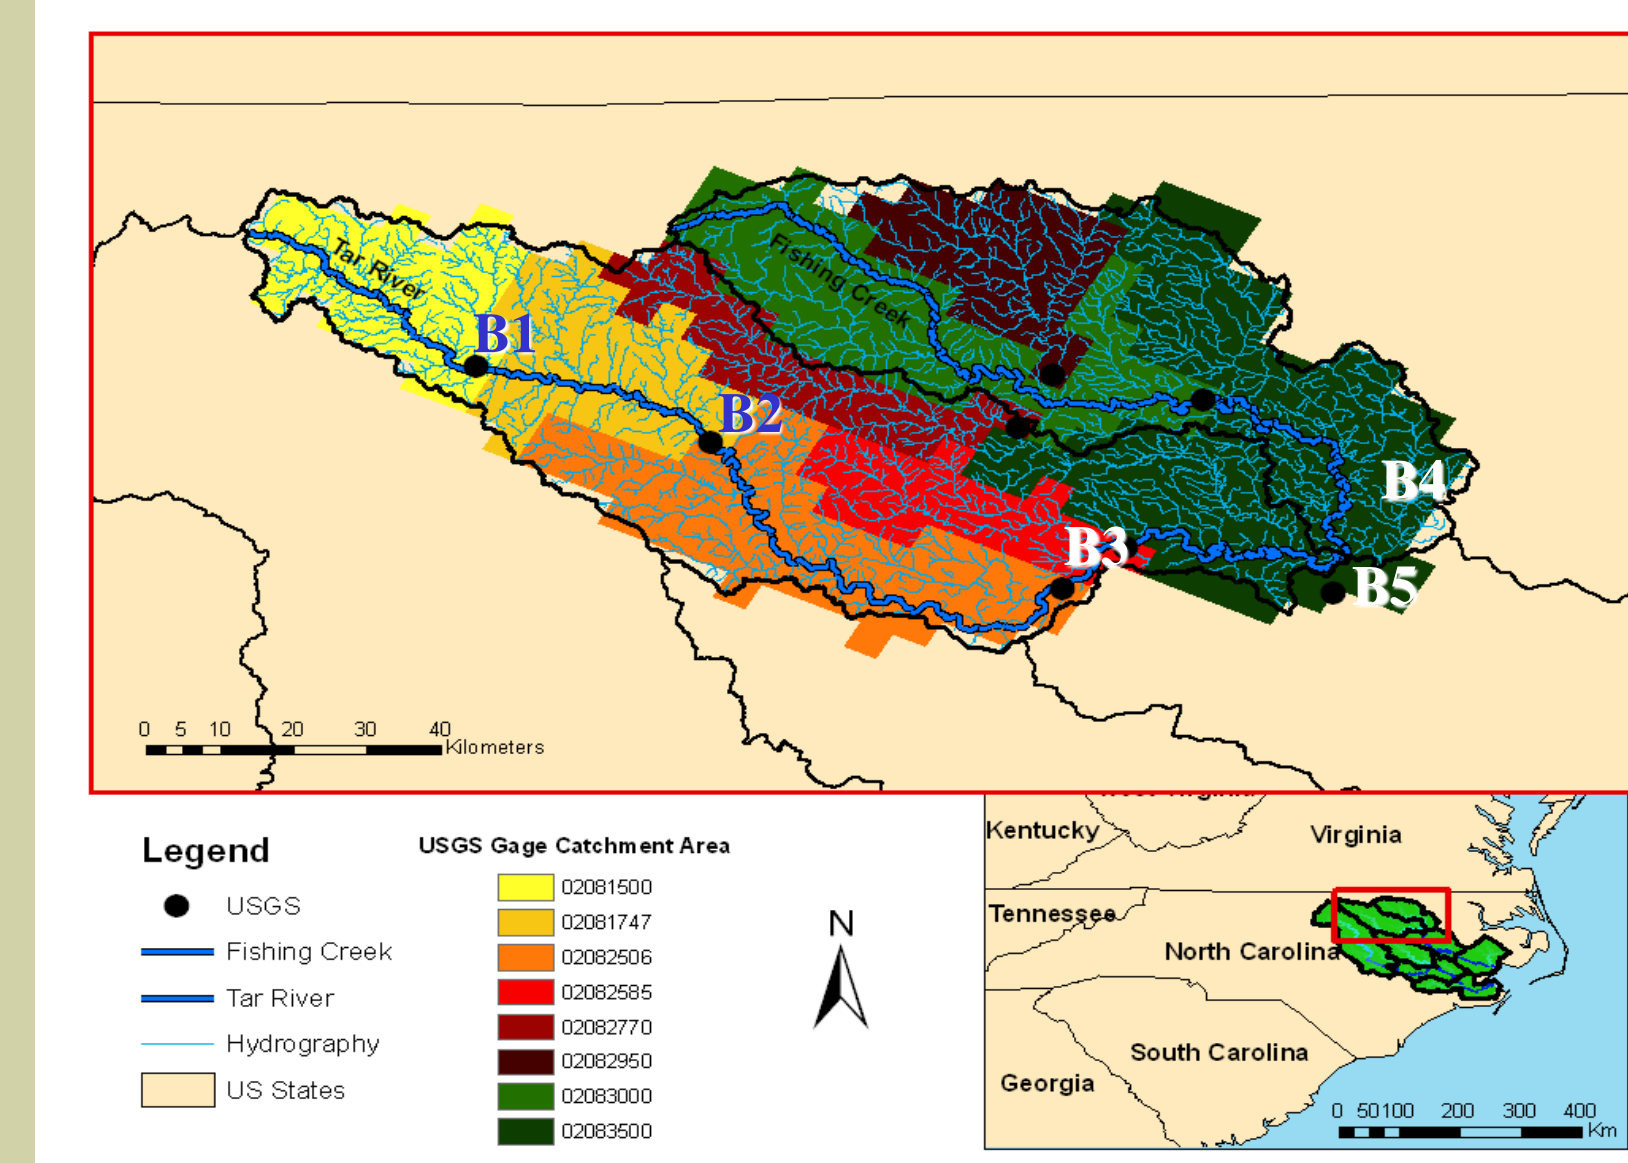 Tar River
Fishing Creek
B1
B2
B3
B4
B5
0 5 10 20 30 40
Kilometers
Legend
USGS
Fishing Creek
Tar River
Hydrography
US States
USGS Gage Catchment Area
02081500
02081747
02082506
02082585
02082770
02082950
02083000
02083500
N
Kentucky
Virginia
Tennessee
North Carolina
South Carolina
Georgia
0 50 100 200 300 400
Km